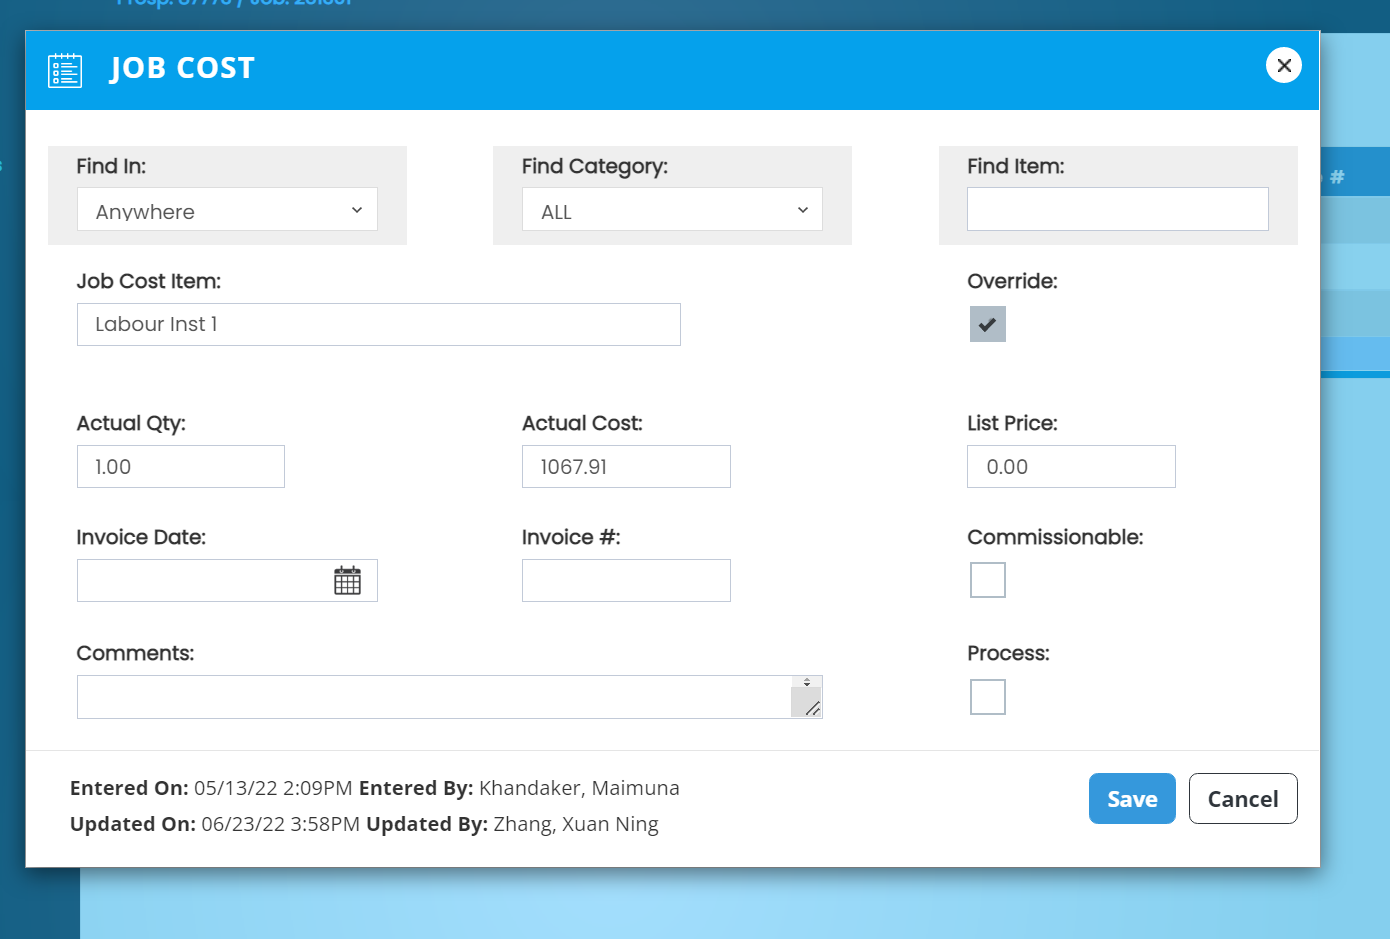 JOB COST
#
Find In:
Find Category:
Find Item:
Anywhere
ALL
Job Cost Item:
Override:
Labour Inst 1
Actual Qty:
Actual Cost:
List Price:
1.00
1067.91
0.00
Invoice Date:
Invoice #:
Commissionable:
Comments:
Process:
Entered On: 05/13/22 2:09PM Entered By: Khandaker, Maimuna
Updated On: 06/23/22 3:58PM Updated By: Zhang, Xuan Ning
Save
Cancel